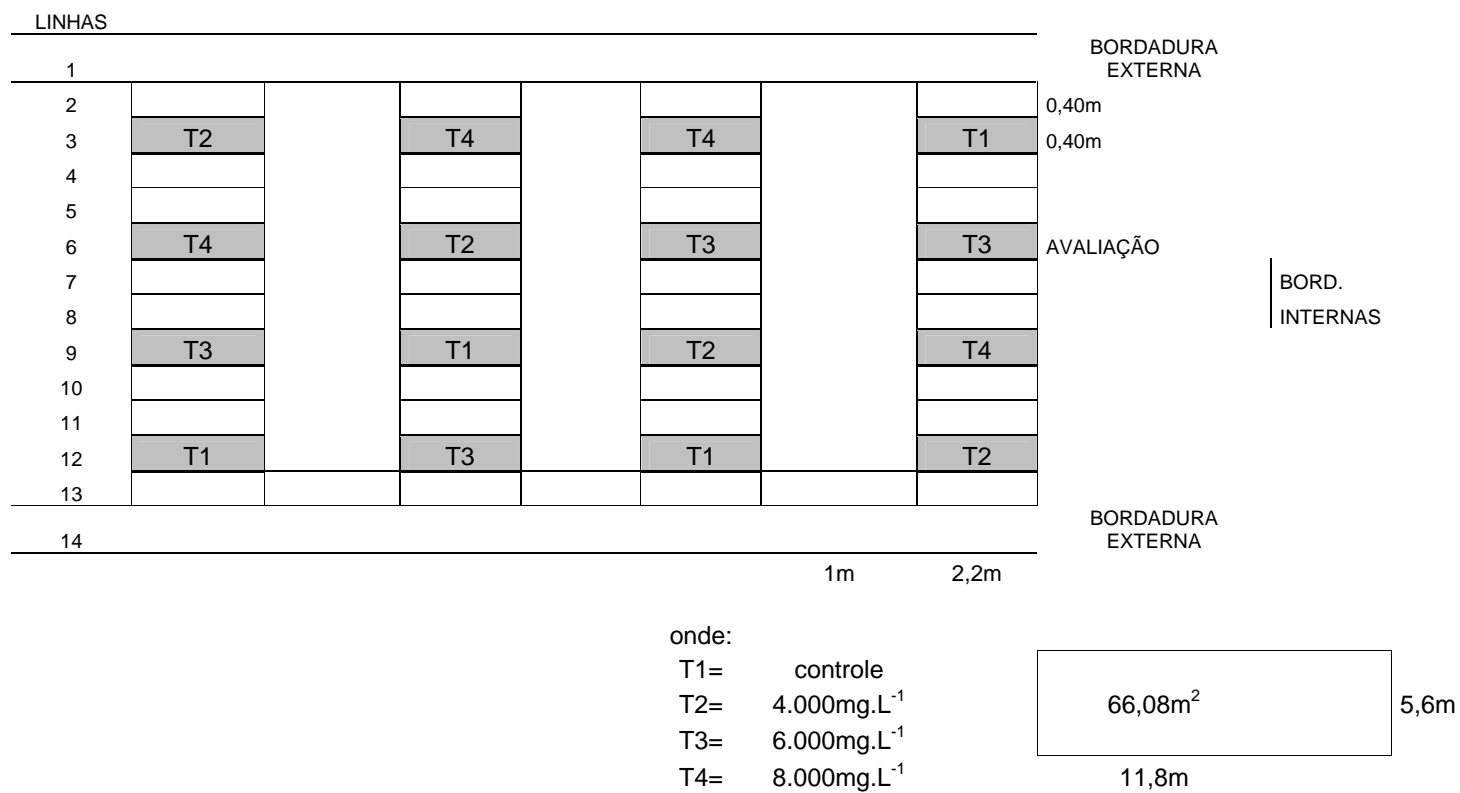 LINHAS
BORDADURA
EXTERNA
1
2 0,40m
3 T2 T4 T4 T1 0,40m
4
5
6 T4 T2 T3 T3 AVALIAÇÃO
7 BORD.
8 INTERNAS
9 T3 T1 T2 T4
10
11
12 T1 T3 T1 T2
13
BORDADURA
EXTERNA
14
1m 2,2m
onde:
T1= controle
T2= 4.000mg.L-1 66,08m2 5,6m
T3= 6.000mg.L-1
T4= 8.000mg.L-1 11,8m